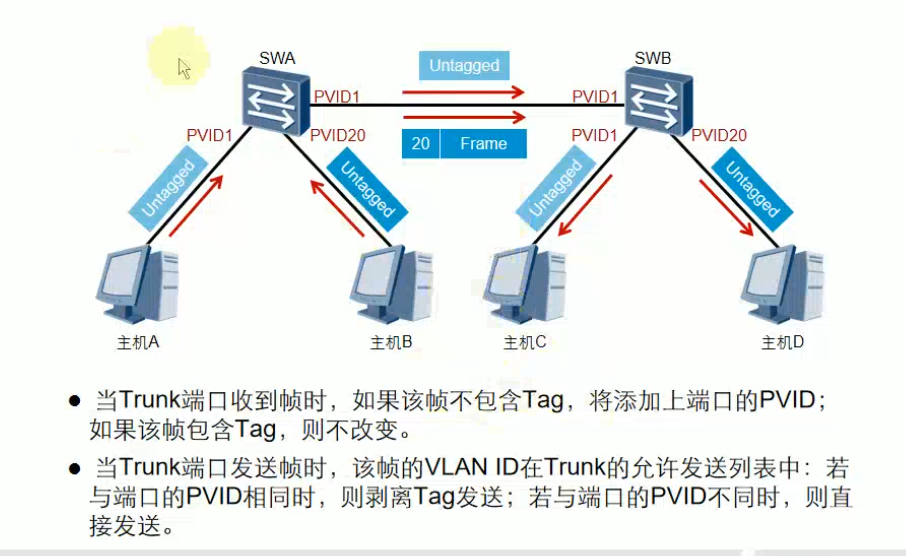 SWA
SWB
Untagged
PVID1
PVID1
PVID1
PVID20
20 Frame
PVID1
PVID20
Untagged
Untagged
Untagged
Untagged
主机A
主机B
主机C
主机D
● 当Trunk端口收到帧时，如果该帧不包含Tag，将添加上端口的PVID；
如果该帧包含Tag，则不改变。
● 当Trunk端口发送帧时，该帧的VLAN ID在Trunk的允许发送列表中：若
与端口的PVID相同时，则剥离Tag发送；若与端口的PVID不同时，则直
接发送。